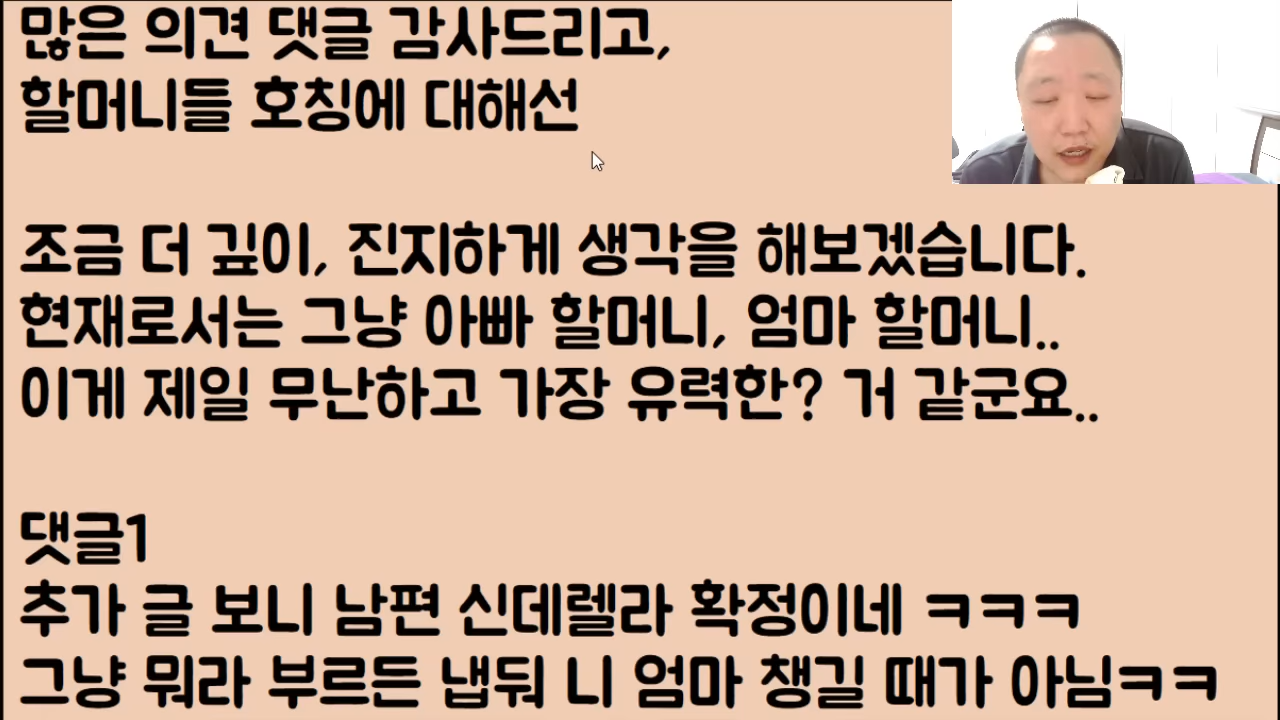 많은 의견 댓글 감사드리고,
할머니들 호칭에 대해선
조금 더 깊이, 진지하게 생각을 해보겠습니다.
현재로서는 그냥 아빠 할머니, 엄마 할머니..
이게 제일 무난하고 가장 유력한? 거 같군요..
댓글1
추가 글 보니 남편 신데렐라 확정이네 ㅋㅋㅋ
그냥 뭐라 부르든 냅둬 니 엄마 챙길 때가 아님ㅋㅋ